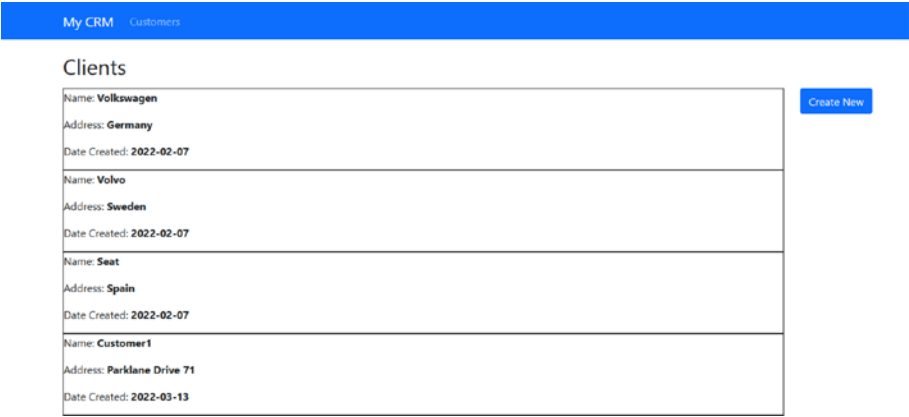 My CRM Customers
Clients
Name: Volkswagen
Create New
Address: Germany
Date Created: 2022-02-07
Name: Volvo
Address: Sweden
Date Created: 2022-02-07
Name: Seat
Address: Spain
Date Created: 2022-02-07
Name: Customer1
Address: Parklane Drive 71
Date Created: 2022-03-13